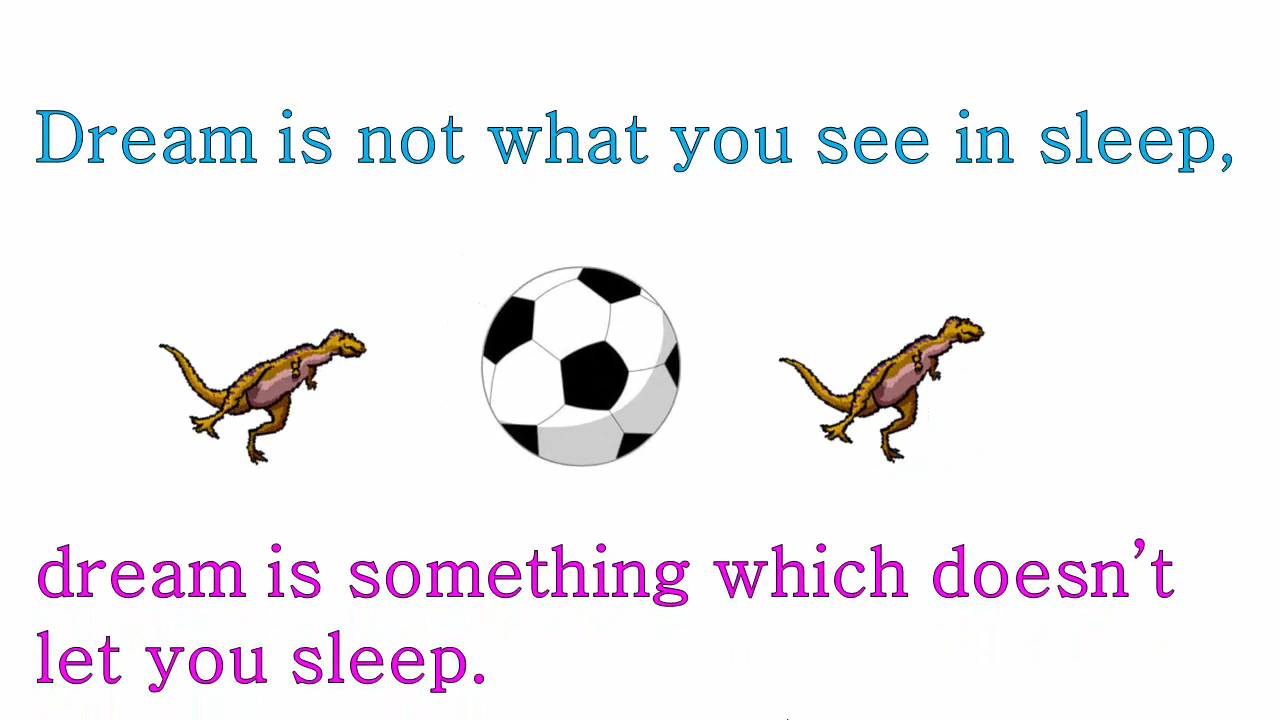 Dream is not what you see in sleep,
dream is something which doesn’t
let you sleep.